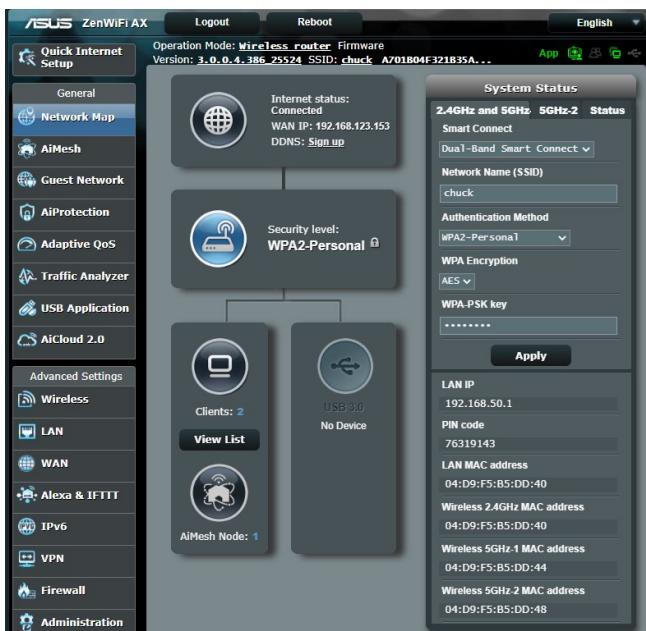 ASUS ZenWiFi AX Logout Reboot English
Quick Internet Setup
General
Network Map
AiMesh
Guest Network
AiProtection
Adaptive QoS
Traffic Analyzer
USB Application
AiCloud 2.0
Advanced Settings
Wireless
LAN
WAN
Alexa & IFTTT
IPv6
VPN
Firewall
Administration
Operation Mode: Wireless router Firmware
Version: 3.0.0.4.386_25524 SSID: chuck A701B04F321B35A...
App
Internet status:
Connected
WAN IP: 192.168.123.153
DDNS: Sign up
Security level:
WPA2-Personal
Clients: 2
View List
AiMesh Node: 1
USB 3.0
No Device
System Status
2.4GHz and 5GHz- 5GHz-2 Status
Smart Connect
Dual-Band Smart Connect
Network Name (SSID)
chuck
Authentication Method
WPA2-Personal
WPA Encryption
AES
WPA-PSK key
••••••••
Apply
LAN IP
192.168.50.1
PIN code
76319143
LAN MAC address
04:D9:F5:B5:DD:40
Wireless 2.4GHz MAC address
04:D9:F5:B5:DD:40
Wireless 5GHz-1 MAC address
04:D9:F5:B5:DD:44
Wireless 5GHz-2 MAC address
04:D9:F5:B5:DD:48